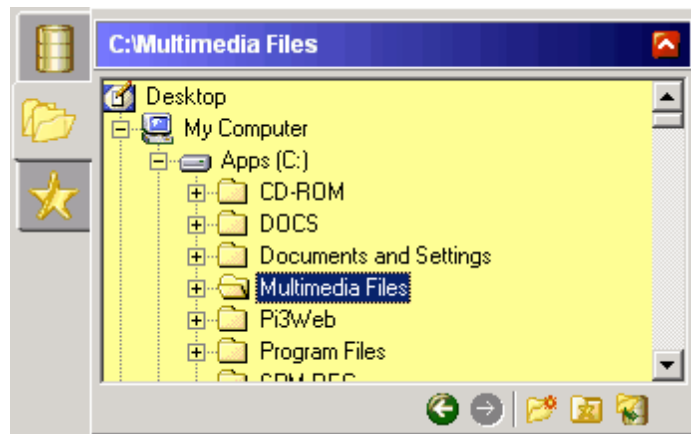 C:\Multimedia Files
Desktop
My Computer
Apps (C:)
CD-ROM
DOCS
Documents and Settings
Multimedia Files
Pi3Web
Program Files